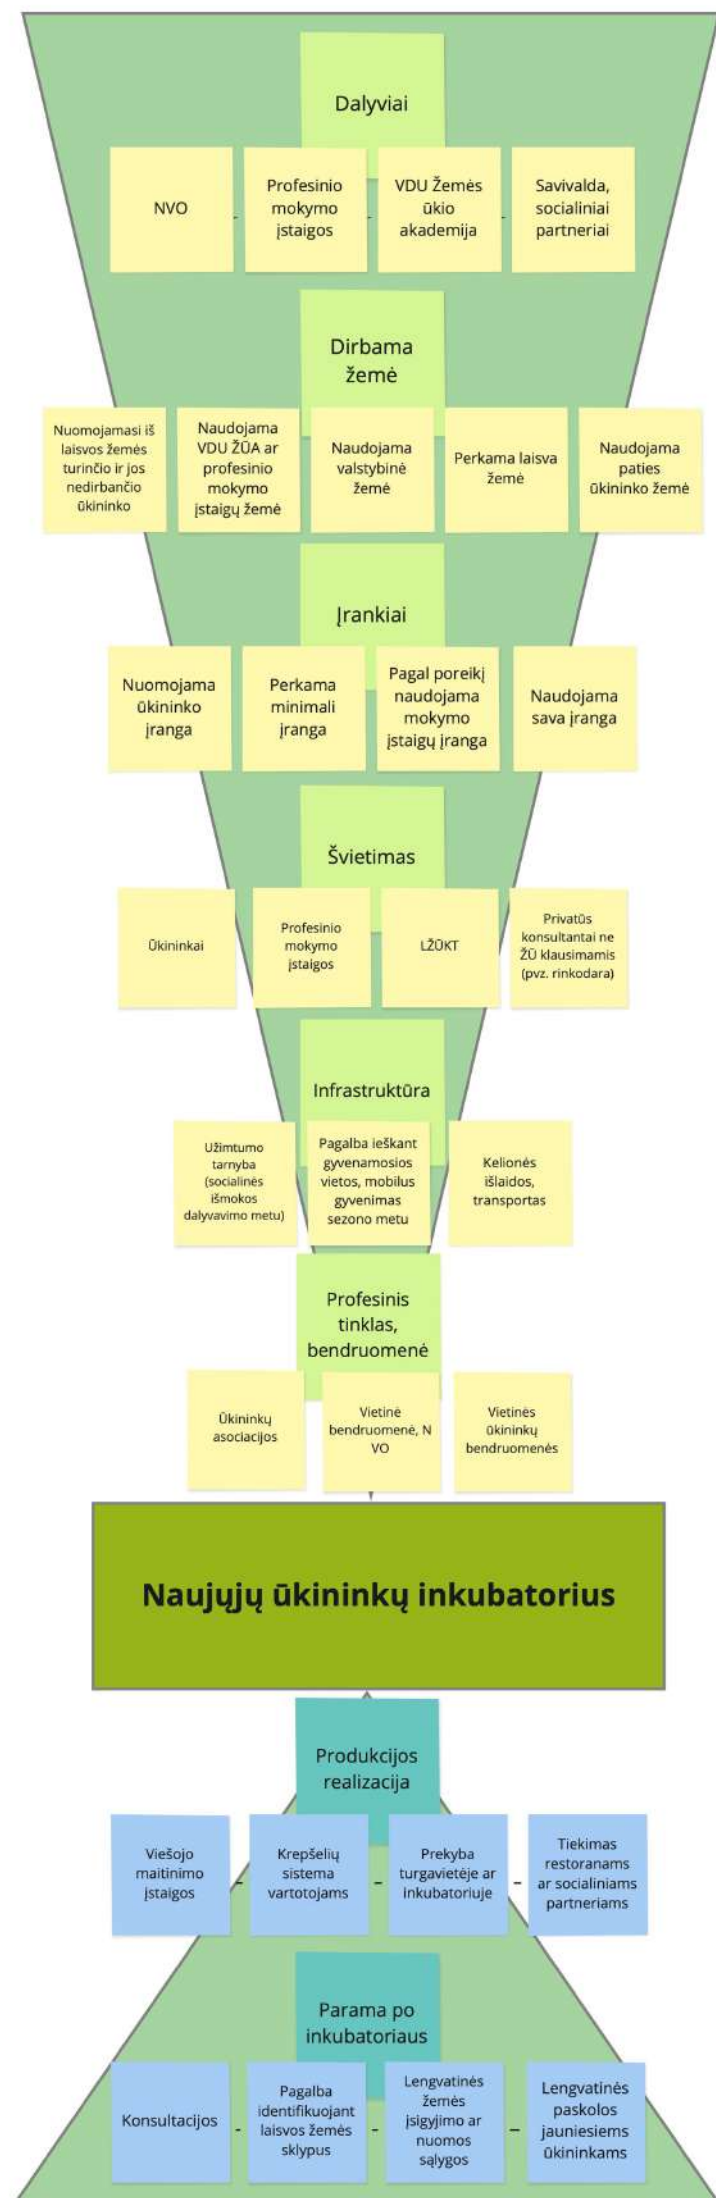 Dalyviai
NVO
Profesinio
mokymo
įstaigos
VDU Žemės
ūkio
akademija
Savivalda,
socialiniai
partneriai
Dirbama
žemė
Nuomojamasi iš
laisvos žemės
turinčio ir jos
nedirbančio
ūkininko
Naudojama
VDU ŽŪA ar
profesinio
mokymo
įstaigų žemė
Naudojama
valstybinė
žemė
Perkama laisva
žemė
Naudojama
paties
ūkininko žemė
Įrankiai
Nuomojama
ūkininko
įranga
Perkama
minimali
įranga
Pagal poreikį
naudojama
mokymo
įstaigų įranga
Naudojama
sava įranga
Švietimas
Ūkininkai
Profesinio
mokymo
įstaigos
LŽŪKT
Privatūs
konsultantai ne
ŽŪ klausimamis
(pvz. rinkodara)
Infrastruktūra
Užimtumo
tarnyba
(socialinės
išmokos
dalyvavimo metu)
Pagalba ieškant
gyvenamosios
vietos, mobilus
gyvenimas
sezono metu
Kelionės
išlaidos,
transportas
Profesinis
tinklas,
bendruomenė
Ūkininkų
asociacijos
Vietinė
bendruomenė, N
VO
Vietinės
ūkininkų
bendruomenės
Naujųjų ūkininkų inkubatorius
Produkcijos
realizacija
Viešojo
maitinimo
įstaigos
Krepšelių
sistema
vartotojams
Prekyba
turgavietėje ar
inkubatoriuje
Tiekimas
restoranams
ar socialiniams
partneriams
Parama po
inkubatoriaus
Konsultacijos
Pagalba
identifikuojant
laisvos žemės
sklypus
Lengvatinės
žemės
įsigyjimo ar
nuomos
sąlygos
Lengvatinės
paskolos
jauniesiems
ūkininkams